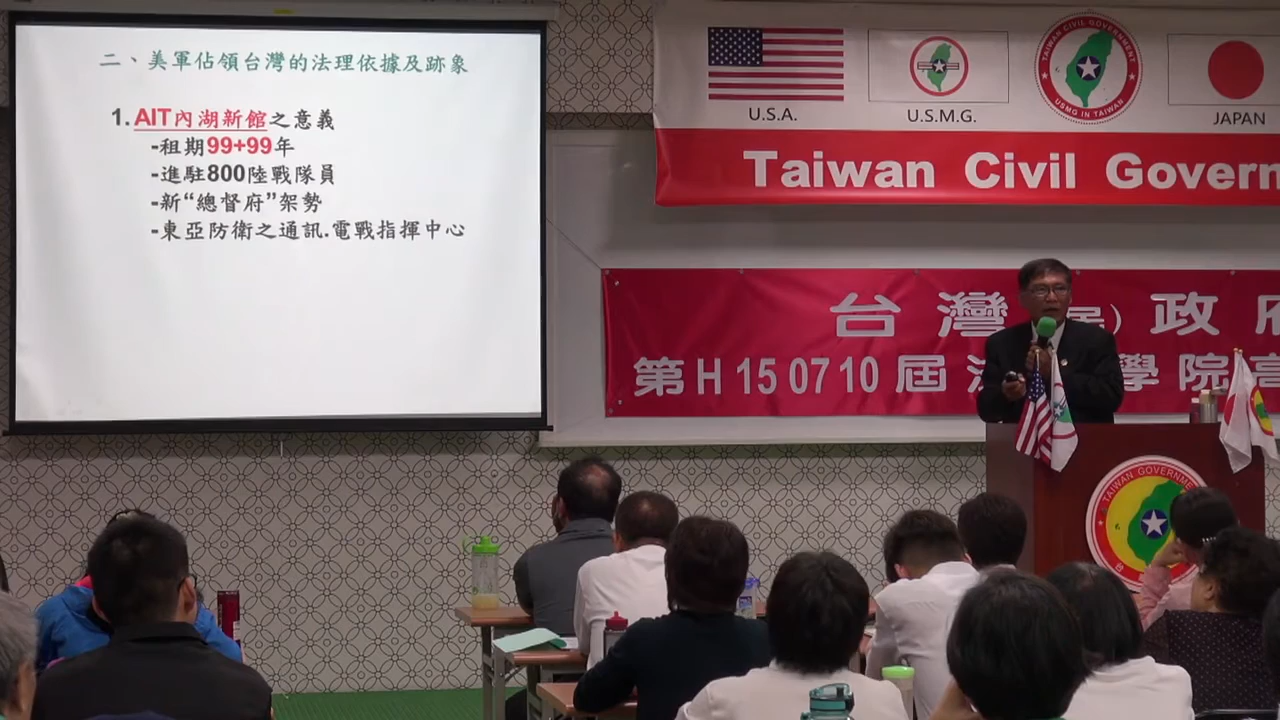 二、美軍佔領台灣的法理依據及跡象
1. AIT內湖新館之意義
-租期99+99年
-進駐800陸戰隊員
-新“總督府”架勢
-東亞防衛之通訊.電戰指揮中心
U.S.A.
U.S.M.G.
TAIWAN CIVIL GOVERNMENT
USMG IN TAIWAN
JAPAN
Taiwan Civil Govern
台灣 政府
第H 15 07 10 屆 學院高
TAIWAN GOVERNMENT